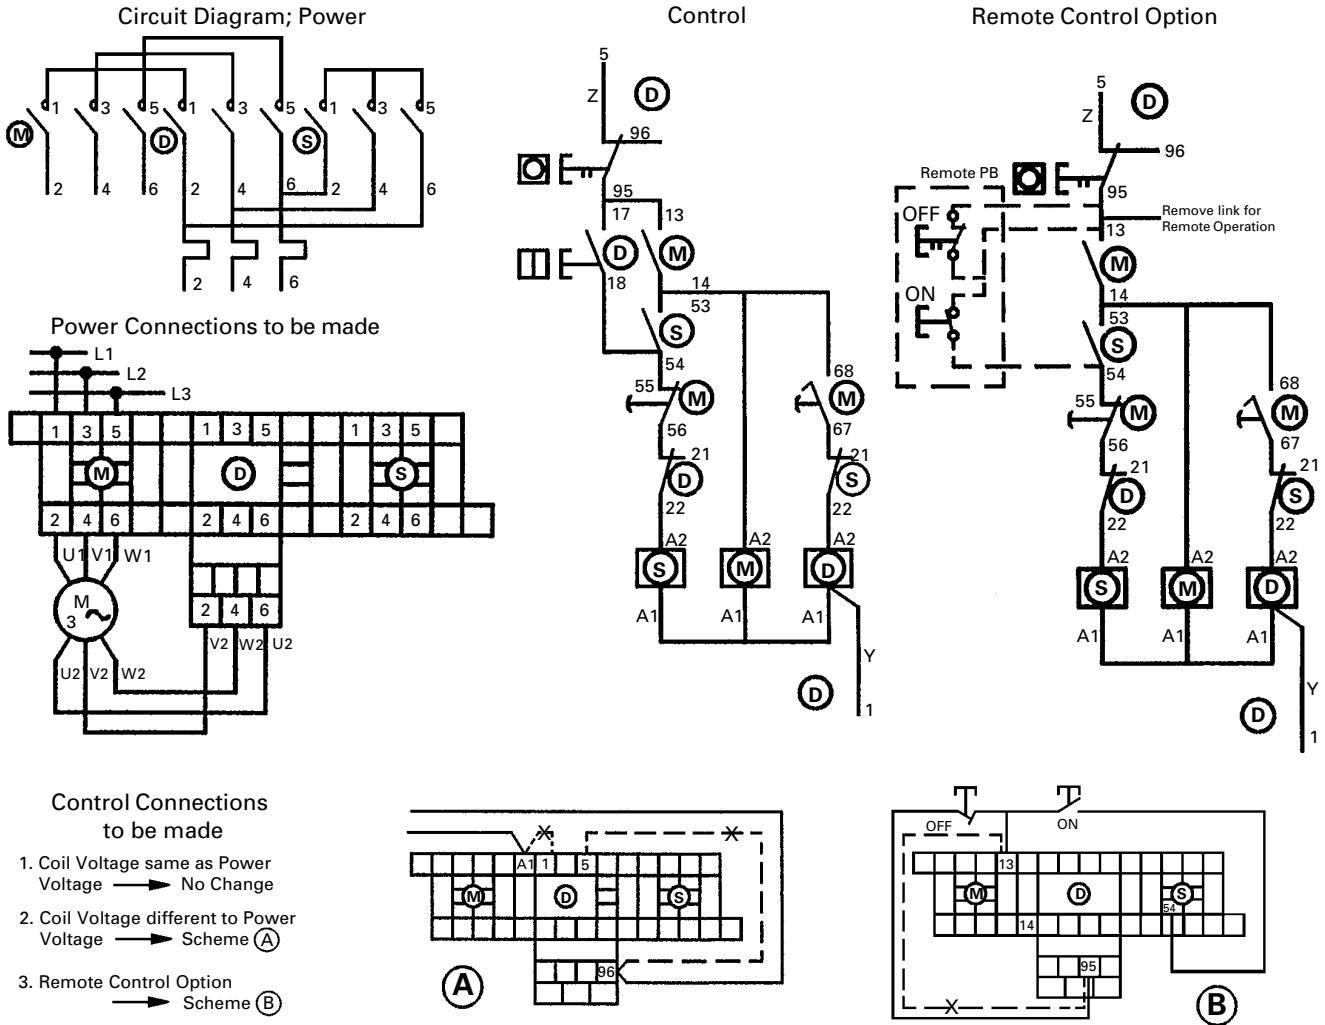 Circuit Diagram; Power
1 3 5 1 3 5 1 3 5
M D S
2 4 6 2 4 6 2 4 6
2 4 6
Power Connections to be made
L1
L2
L3
1 3 5 1 3 5 1 3 5
M D S
2 4 6 2 4 6 2 4 6
U1 V1 W1
M
3
2 4 6
V2 W2 U2
U2 V2 W2
Control
5
Z D
96
95
17 13
D M
18 14
53
S
54
55 M 68 M
56 67
21 21
D S
22 22
A2 A2
S M D
A1 A1 A1
Y
D
1
Remote Control Option
5
Z D
96
Remote PB
95
OFF
Remove link for
Remote Operation
13
M
ON
14
53
S
54
68
55 M M
56 67
21 21
D S
22 22
A2 A2 A2
S M D
A1 A1 A1
Y
D
1
Control Connections
to be made
1. Coil Voltage same as Power
Voltage No Change
2. Coil Voltage different to Power
Voltage Scheme A
3. Remote Control Option
Scheme B
X X
A1 1 5
M D S
96
A
OFF ON
13
M D S
54
14
95
X
B